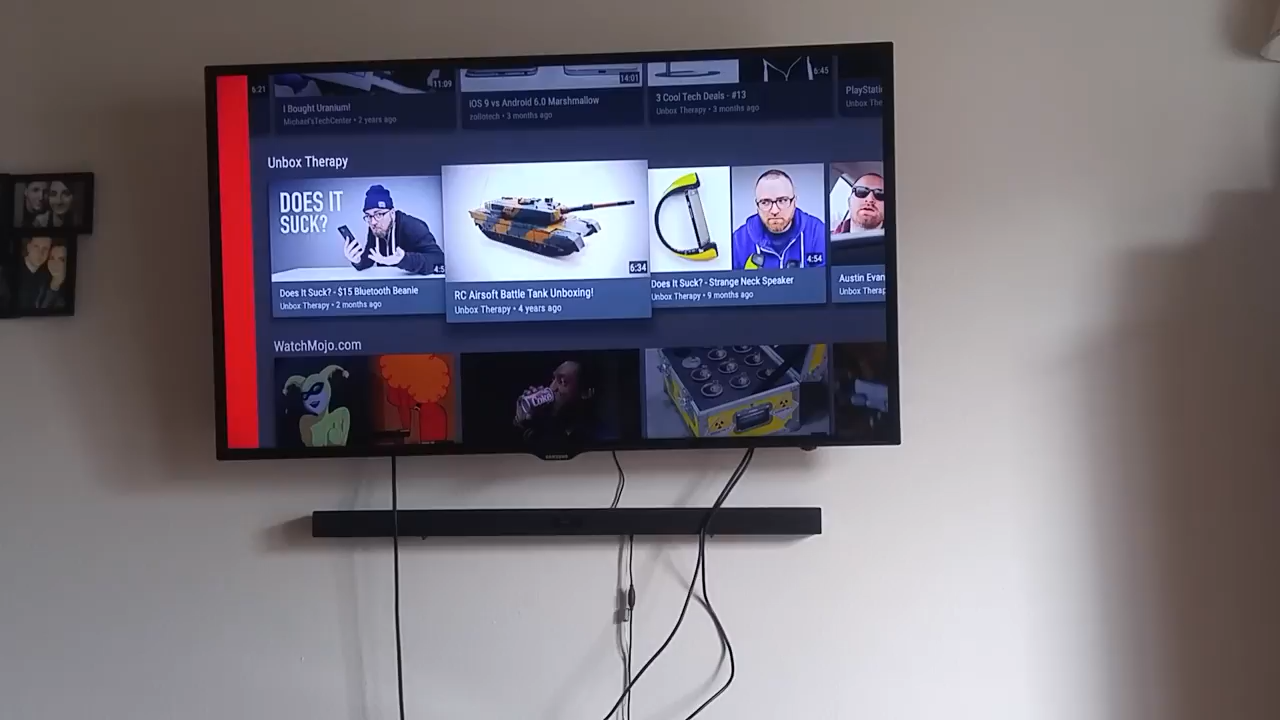 6:21
11:09
14:01
6:45
I Bought Uranium!
MichaelsTechCenter • 2 years ago
IOS 9 vs Android 6.0 Marshmallow
zollotech • 3 months ago
3 Cool Tech Deals - #13
Unbox Therapy • 3 months ago
PlayStati
Unbox The
Unbox Therapy
DOES IT
SUCK?
4:5
Does It Suck? - $15 Bluetooth Beanie
Unbox Therapy • 2 months ago
6:34
RC Airsoft Battle Tank Unboxing!
Unbox Therapy • 4 years ago
4:54
Does It Suck? - Strange Neck Speaker
Unbox Therapy • 9 months ago
Austin Evan
Unbox Therap
WatchMojo.com
Coke
SAMSUNG